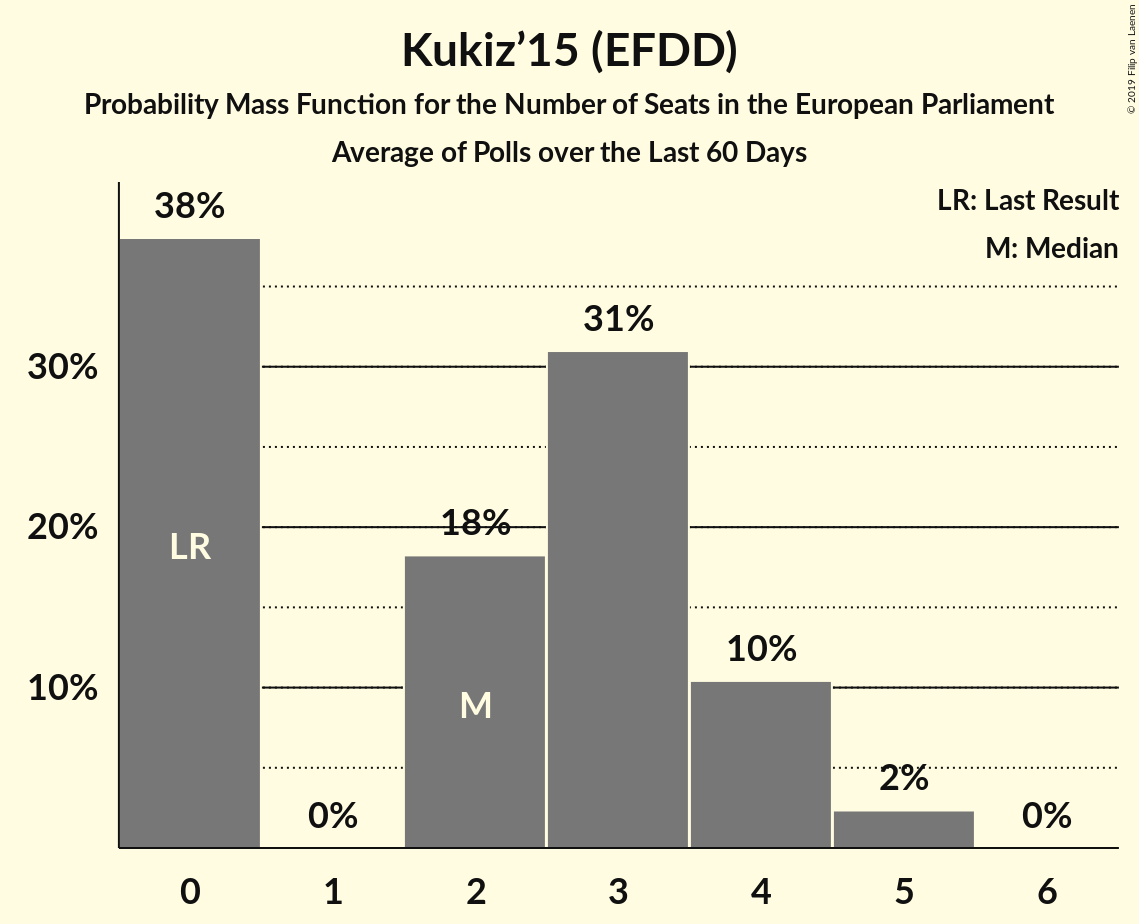 Kukiz’15 (EFDD)
Probability Mass Function for the Number of Seats in the European Parliament
Average of Polls over the Last 60 Days
© 2019 Filip van Laenen
LR: Last Result
M: Median
38%
31%
30%
18%
20%
LR
10%
10%
M
2%
0%
0%
0 1 2 3 4 5 6